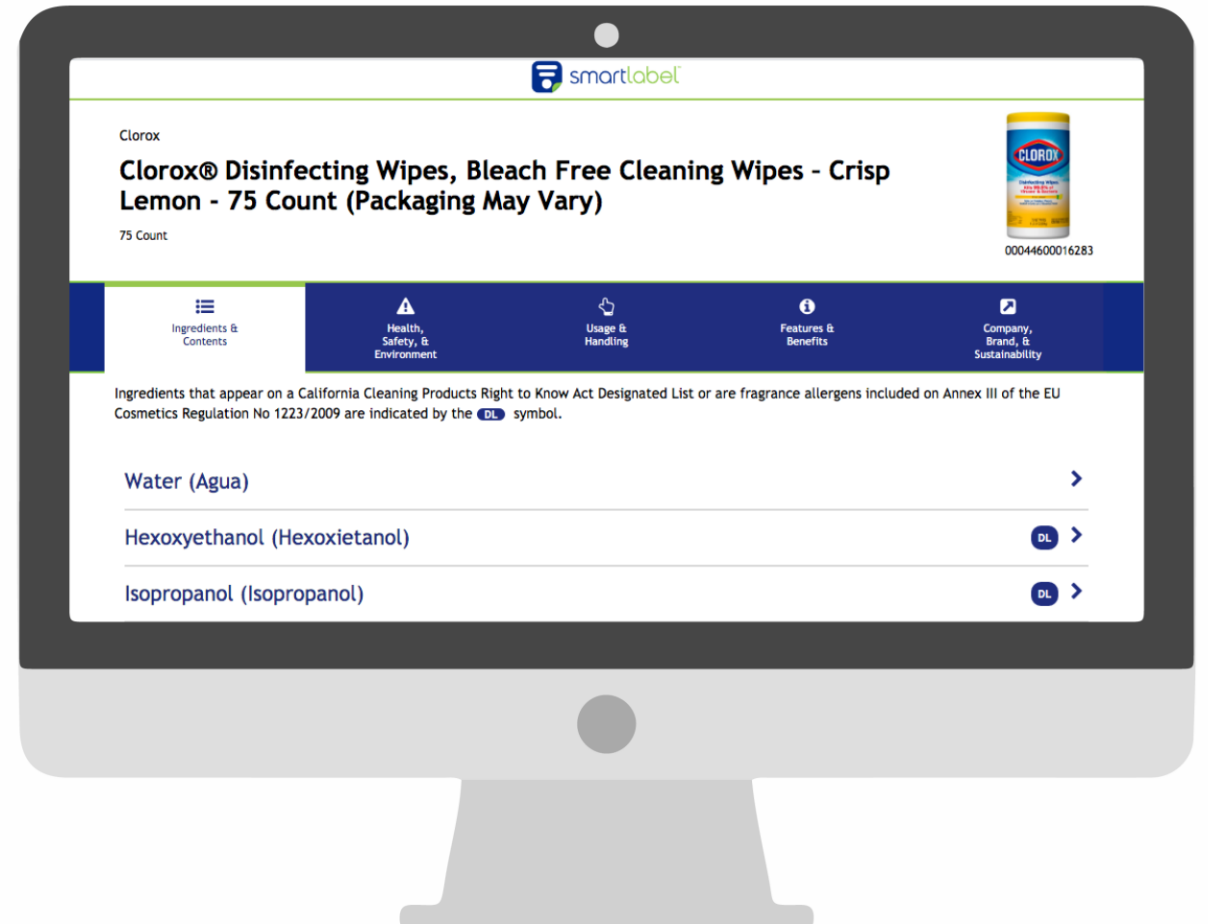 smartlabel
Clorox
Clorox® Disinfecting Wipes, Bleach Free Cleaning Wipes - Crisp
Lemon - 75 Count (Packaging May Vary)
75 Count
CLOROX
Disinfecting Wipes
00044600016283
Ingredients &
Contents
Health,
Safety, &
Environment
Usage &
Handling
Features &
Benefits
Company,
Brand, &
Sustainability
Ingredients that appear on a California Cleaning Products Right to Know Act Designated List or are fragrance allergens included on Annex III of the EU
Cosmetics Regulation No 1223/2009 are indicated by the DL symbol.
Water (Agua)
Hexoxyethanol (Hexoxietanol) DL
Isopropanol (Isopropanol) DL